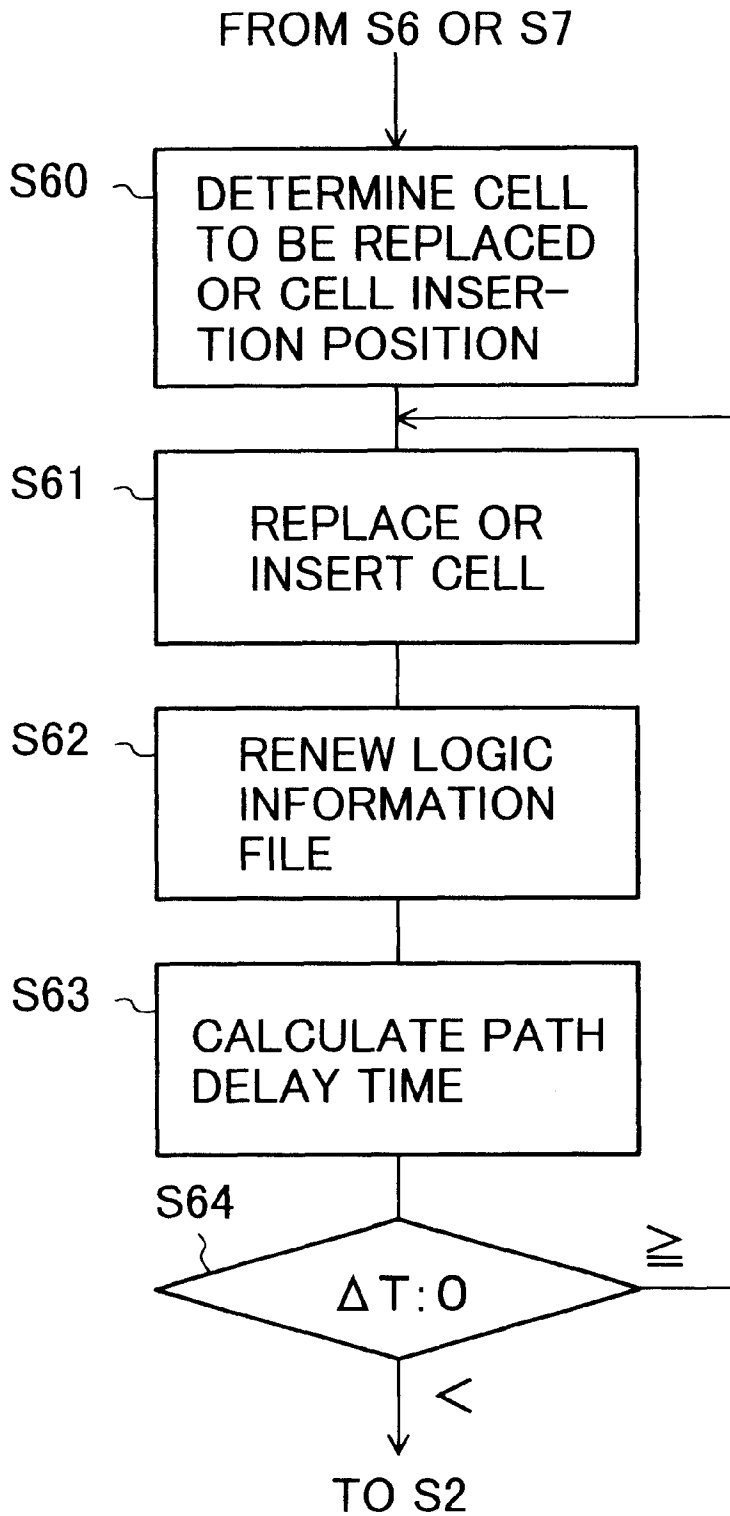 FROM S6 OR S7
S60
DETERMINE CELL
TO BE REPLACED
OR CELL INSER-
TION POSITION
S61
REPLACE OR
INSERT CELL
S62
RENEW LOGIC
INFORMATION
FILE
S63
CALCULATE PATH
DELAY TIME
S64
ΔT:0
≧
<
TO S2